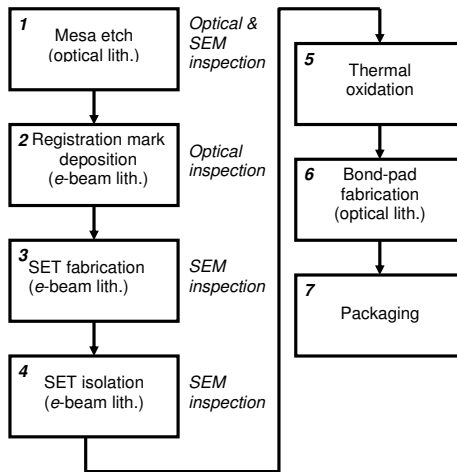 1
Mesa etch
(optical lith.)
Optical &
SEM
inspection
2 Registration mark
deposition
(e-beam lith.)
Optical
inspection
3
SET fabrication
(e-beam lith.)
SEM
inspection
4
SET isolation
(e-beam lith.)
SEM
inspection
5
Thermal
oxidation
6
Bond-pad
fabrication
(optical lith.)
7
Packaging